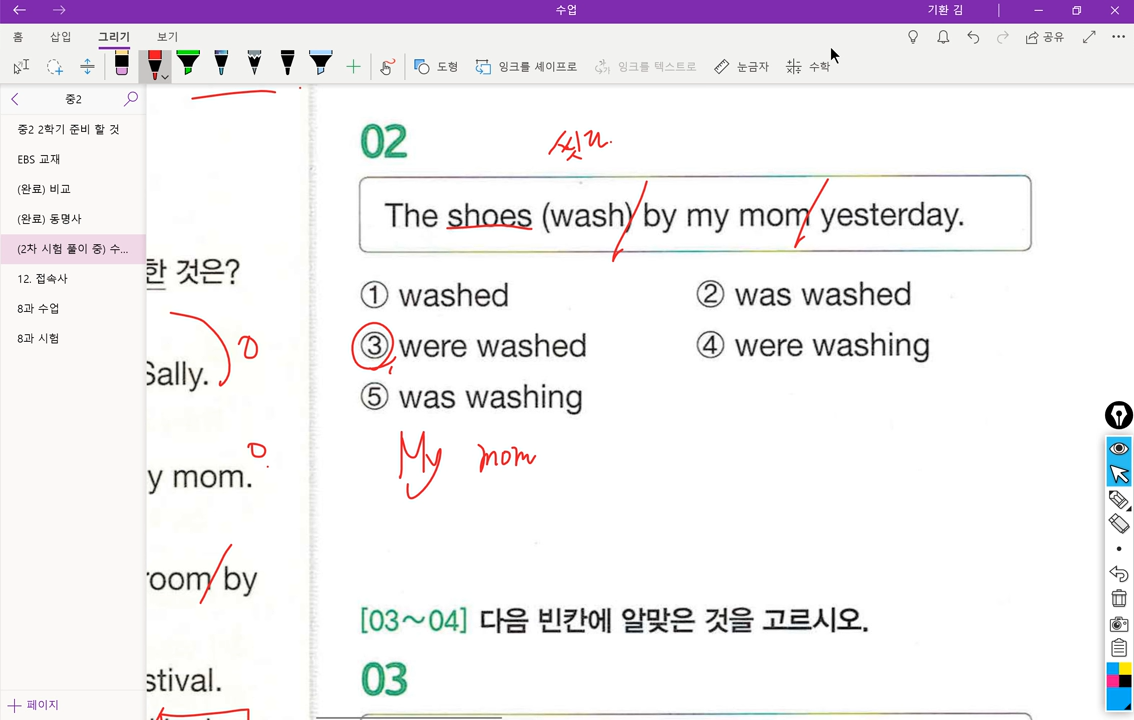 수업
기환 김
홈 삽입 그리기 보기
공유
도형 잉크를 셰이프로 잉크를 텍스트로 눈금자 수학
중2
중2 2학기 준비 할 것
EBS 교재
(완료) 비교
(완료) 동명사
(2차 시험 풀이 중) 수...
12. 접속사
8과 수업
8과 시험
페이지
한 것은?
Sally.
y mom.
room by
stival.
02
씻다.
The shoes (wash) by my mom yesterday.
① washed
② was washed
③ were washed
④ were washing
⑤ was washing
My mom
[03~04] 다음 빈칸에 알맞은 것을 고르시오.
03